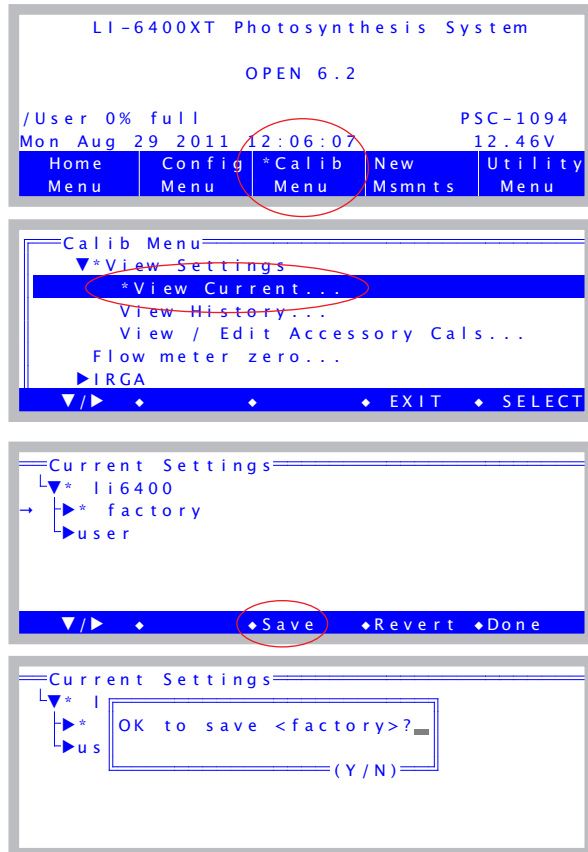 LI-6400XT Photosynthesis System
OPEN 6.2
/User 0% full PSC-1094
Mon Aug 29 2011 12:06:07 12.46V
Home Config *Calib New Utility
Menu Menu Menu Msmnts Menu
Calib Menu
▼*View Settings
*View Current...
View History...
View / Edit Accessory Cals...
Flow meter zero...
▶IRGA
▼/▶ ◆ ◆ ◆ EXIT ◆ SELECT
Current Settings
▼* li6400
→ ▶* factory
▶user
▼/▶ ◆ ◆Save ◆Revert ◆Done
Current Settings
▼* l
▶* OK to save <factory>?
▶us
(Y/N)